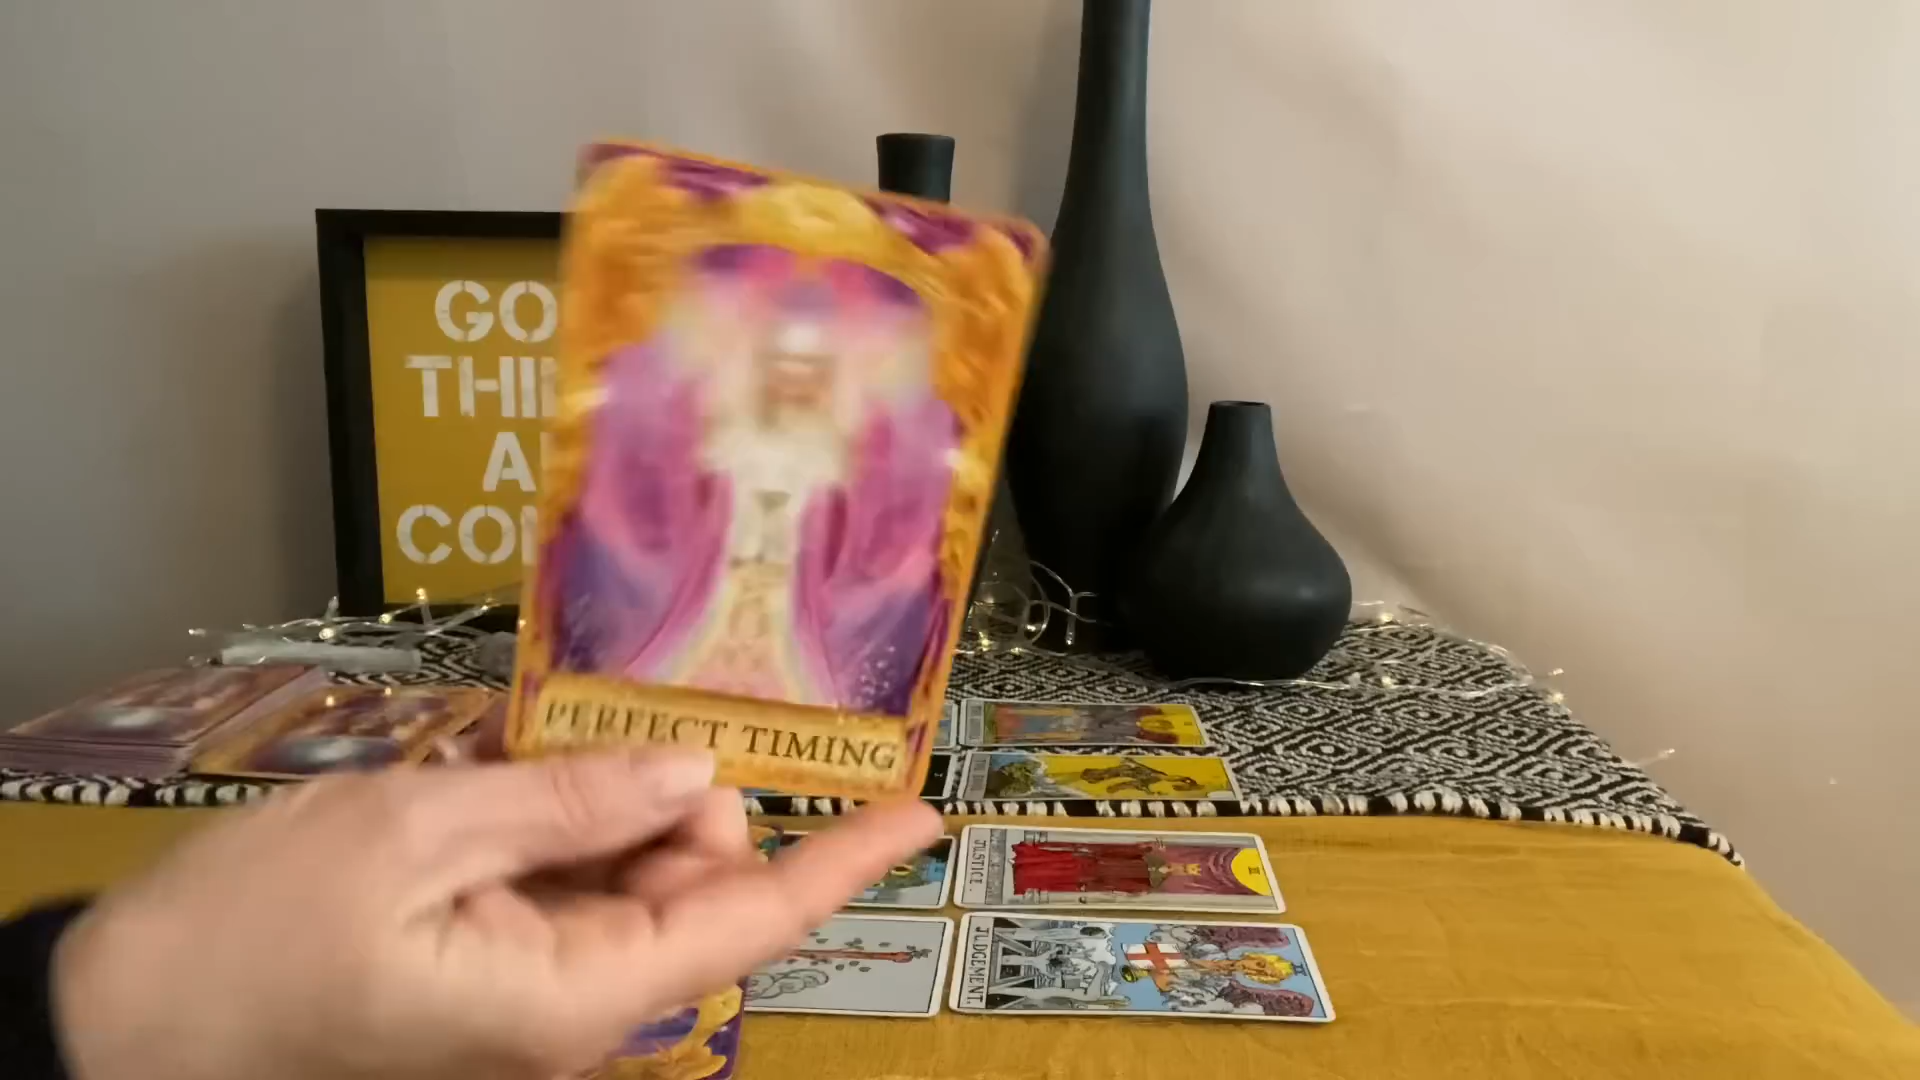 GO
THI
A
CO
PERFECT TIMING
JUSTICE.
JUDGEMENT.